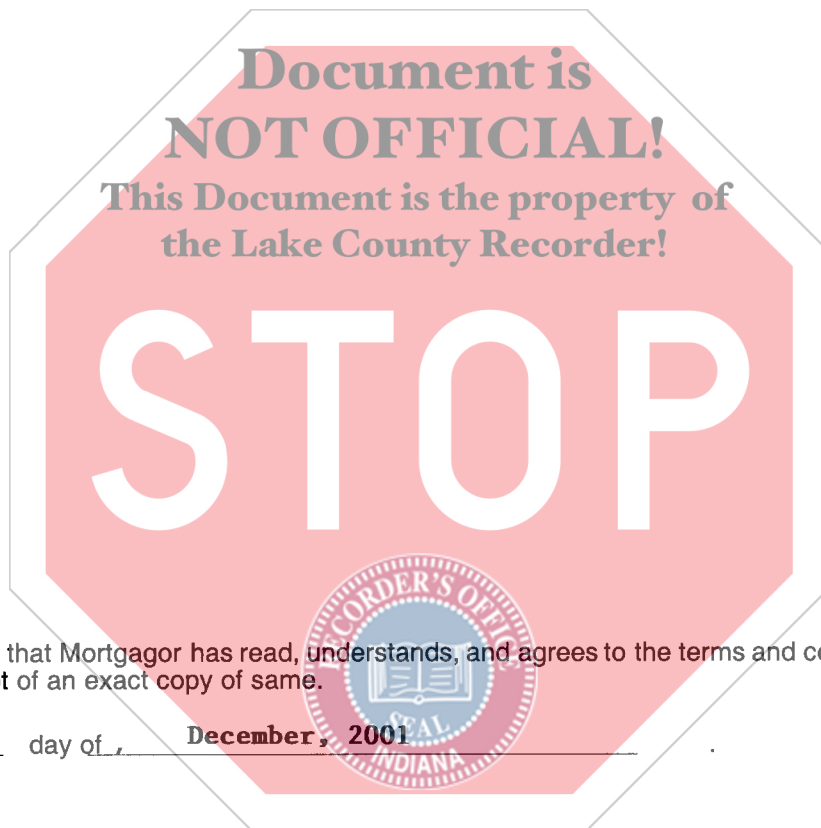 Document is
NOT OFFICIAL!
This Document is the property of
the Lake County Recorder!
STOP
RECORDER'S OFFICE
that Mortgagor has read, understands, and agrees to the terms and
of an exact copy of same.
day of , December, 2001 .
SEAL
INDIANA